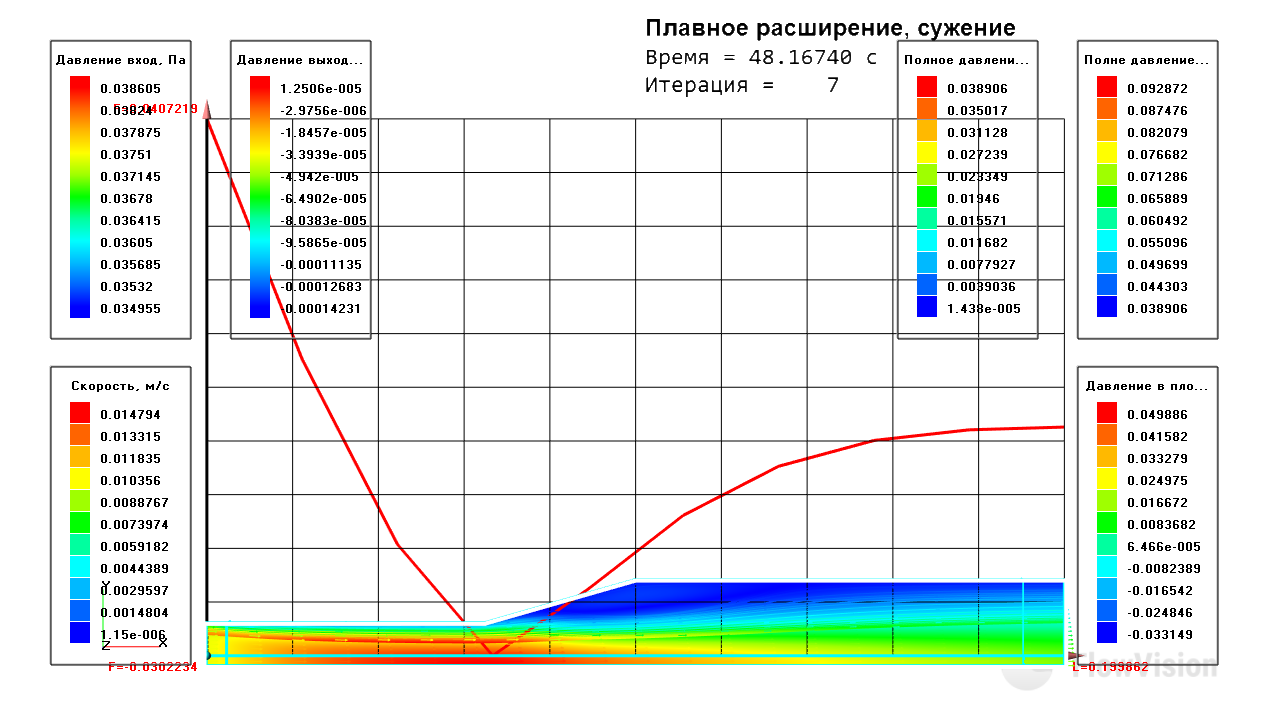 Плавное расширение, сужение
Время = 48.16740 с
Итерация = 7
Давление вход, Па
0.038605
0.03824
0.037875
0.03751
0.037145
0.03678
0.036415
0.03605
0.035685
0.03532
0.034955
F=0.0407219
Давление выход...
1.2506e-005
-2.9756e-006
-1.8457e-005
-3.3939e-005
-4.942e-005
-6.4902e-005
-8.0383e-005
-9.5865e-005
-0.00011135
-0.00012683
-0.00014231
Полное давлени...
0.038906
0.035017
0.031128
0.027239
0.023349
0.01946
0.015571
0.011682
0.0077927
0.0039036
1.438e-005
Полне давление...
0.092872
0.087476
0.082079
0.076682
0.071286
0.065889
0.060492
0.055096
0.049699
0.044303
0.038906
Скорость, м/с
0.014794
0.013315
0.011835
0.010356
0.0088767
0.0073974
0.0059182
0.0044389
0.0029597
0.0014804
1.15e-006
Y
Z
X
F=-0.0302234
Давление в пло...
0.049886
0.041582
0.033279
0.024975
0.016672
0.0083682
6.466e-005
-0.0082389
-0.016542
-0.024846
-0.033149
L=0.199862
FlowVision